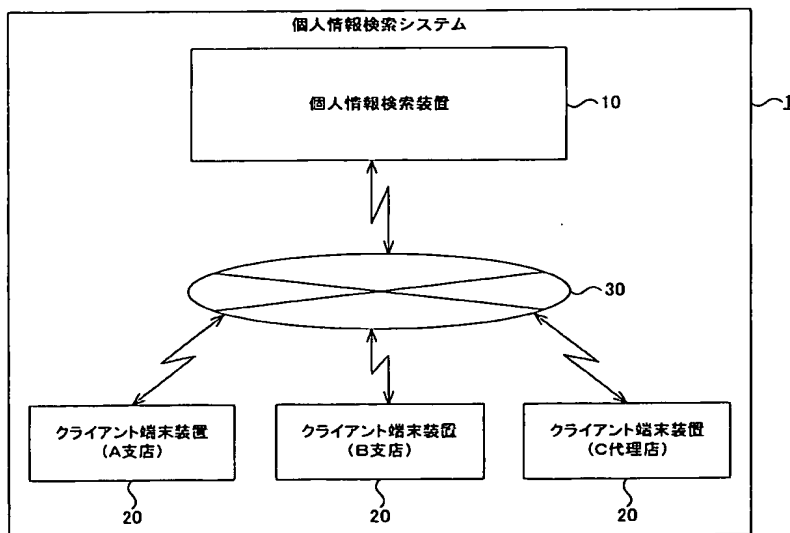 個人情報検索システム
1
個人情報検索装置
10
30
クライアント端末装置
(A支店)
クライアント端末装置
(B支店)
クライアント端末装置
(C代理店)
20
20
20